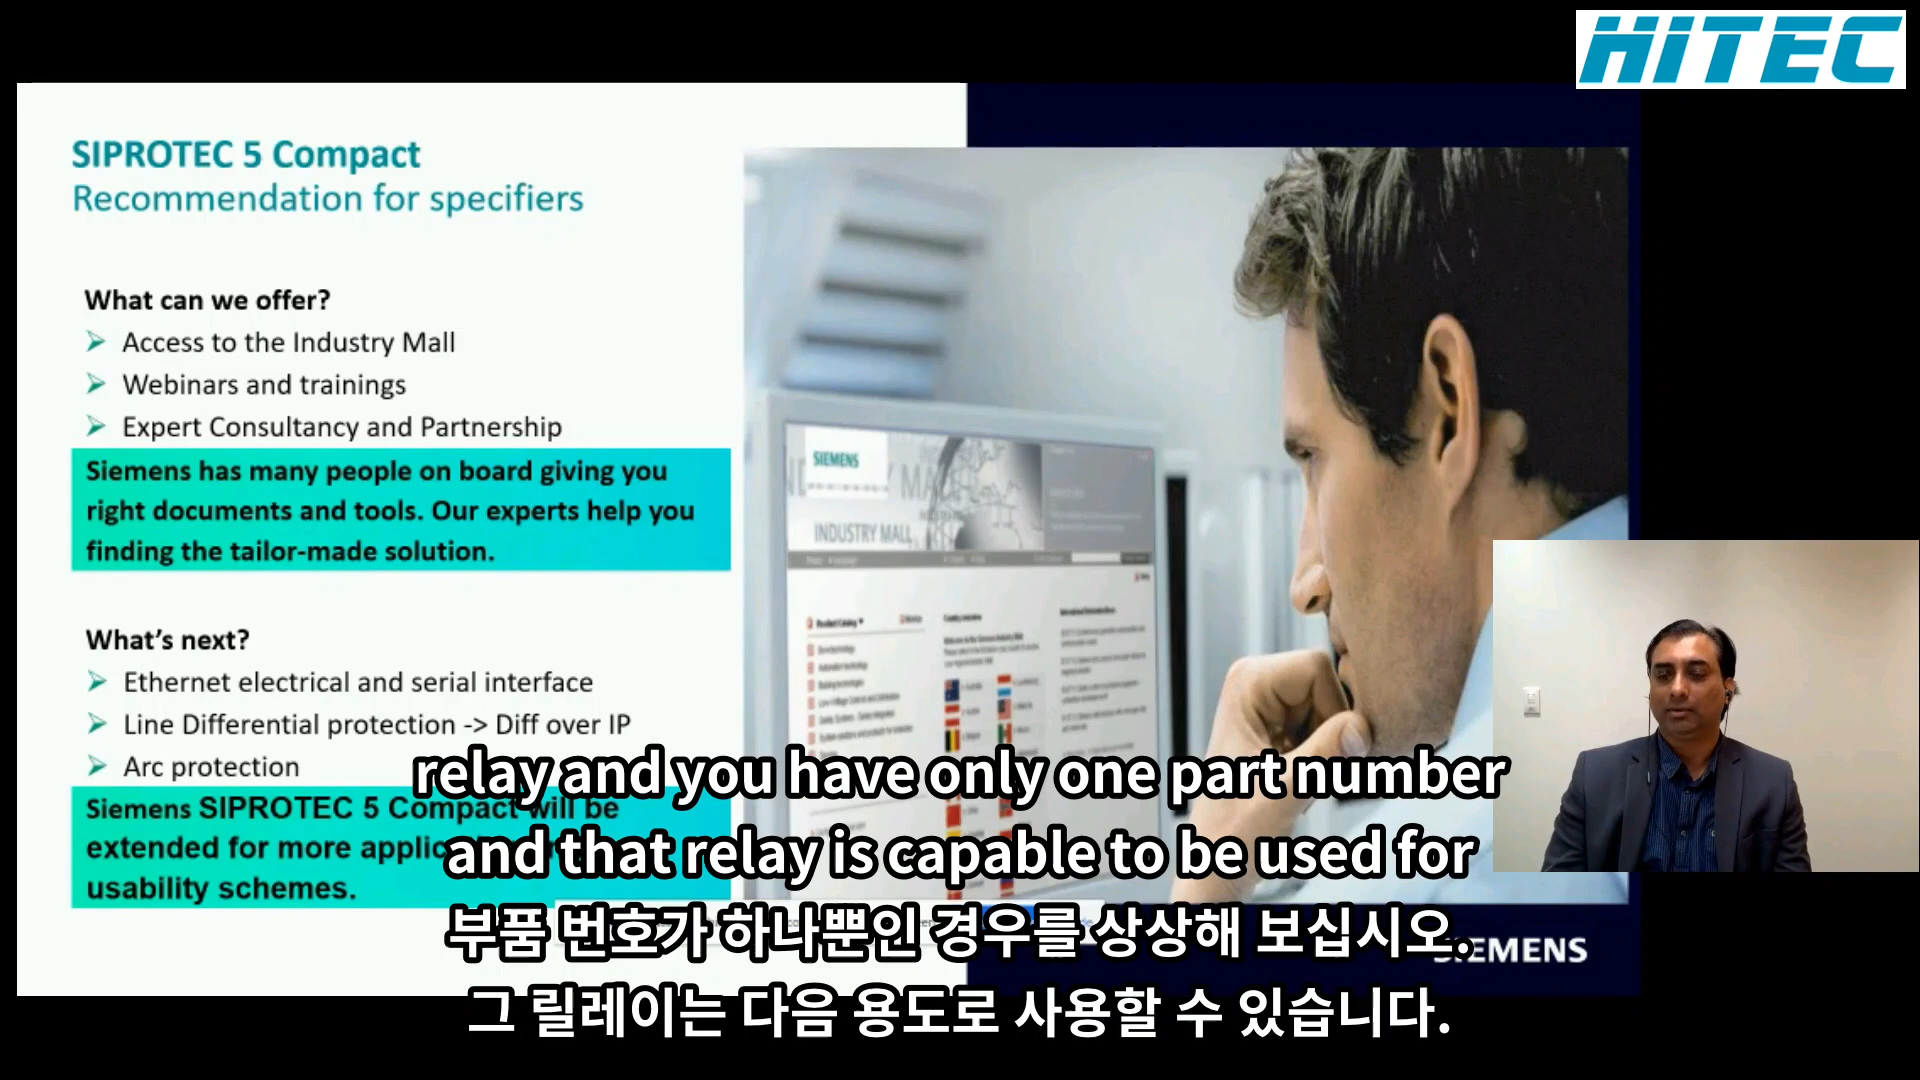 HITEC
SIPROTEC 5 Compact
Recommendation for specifiers
What can we offer?
Access to the Industry Mall
Webinars and trainings
Expert Consultancy and Partnership
Siemens has many people on board giving you
right documents and tools. Our experts help you
finding the tailor-made solution.
What's next?
Ethernet electrical and serial interface
Line Differential protection -> Diff over IP
Arc protection
Siemens SIPROTEC 5 Compact will be
extended for more
usability schemes.
SIEMENS
INDUSTRY MALL
Product Catalog
relay and you have only one part number
and that relay is capable to be used for
부품 번호가 하나뿐인 경우를 상상해 보십시오.
그 릴레이는 다음 용도로 사용할 수 있습니다.
SIEMENS